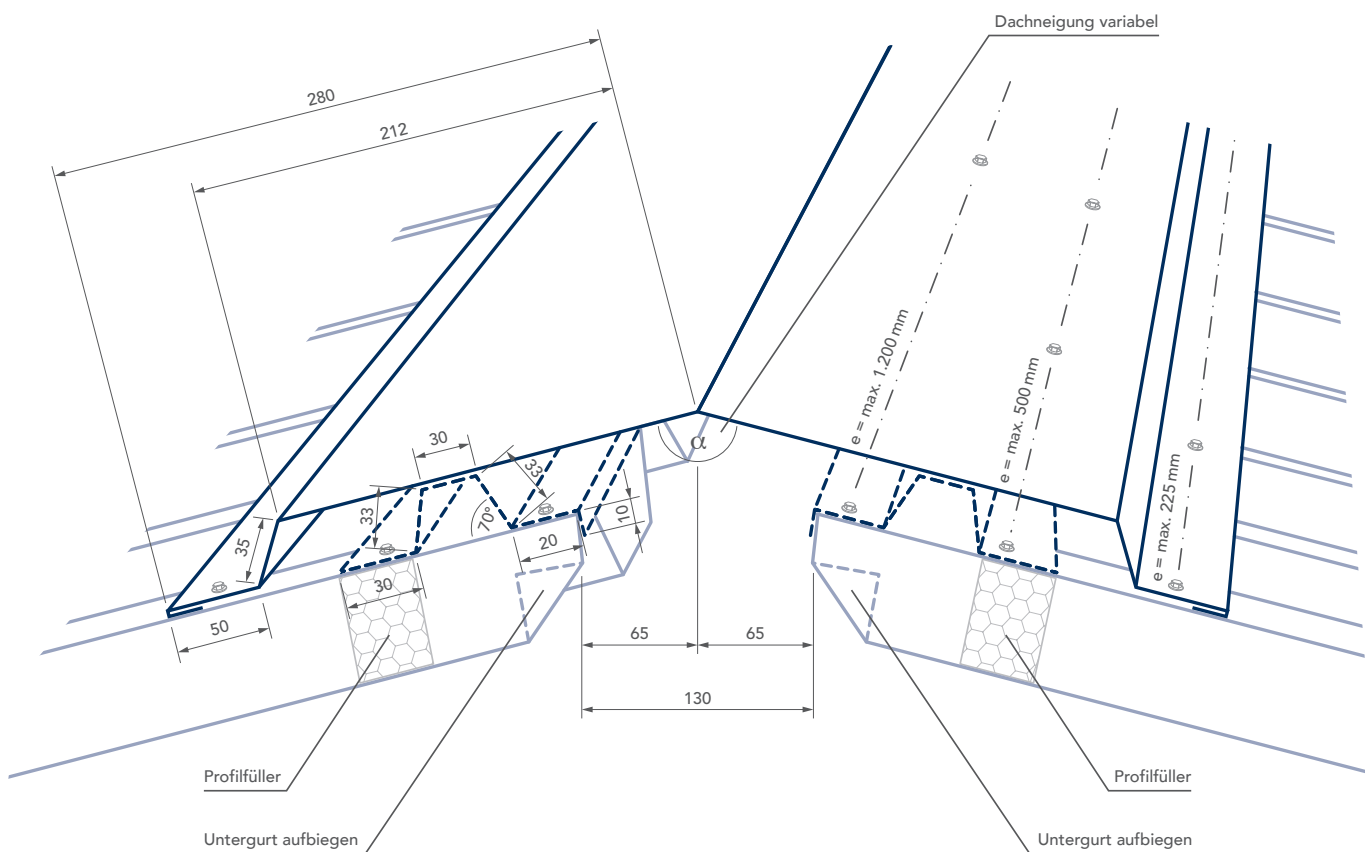 Dachneigung variabel
280
212
e = max. 1.200 mm
e = max. 500 mm
e = max. 225 mm
30
33
α
33
70°
10
35
20
30
50
65
65
130
Profilfüller
Profilfüller
Untergurt aufbiegen
Untergurt aufbiegen